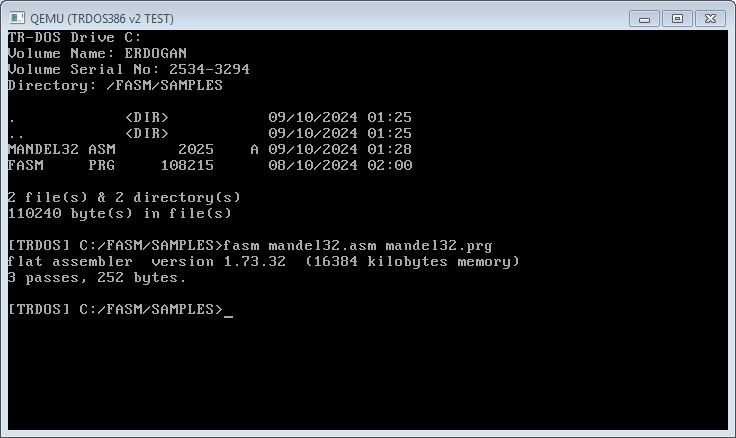 QEMU (TRDOS386 v2 TEST)
TR-DOS Drive C:
Volume Name: ERDOGAN
Volume Serial No: 2534-3294
Directory: /FASM/SAMPLES
. <DIR> 09/10/2024 01:25
.. <DIR> 09/10/2024 01:25
MANDEL32 ASM 2025 A 09/10/2024 01:28
FASM PRG 108215 08/10/2024 02:00
2 file(s) & 2 directory(s)
110240 byte(s) in file(s)
[TRDOS] C:/FASM/SAMPLES>fasm mandel32.asm mandel32.prg
flat assembler  version 1.73.32  (16384 kilobytes memory)
3 passes, 252 bytes.
[TRDOS] C:/FASM/SAMPLES>_